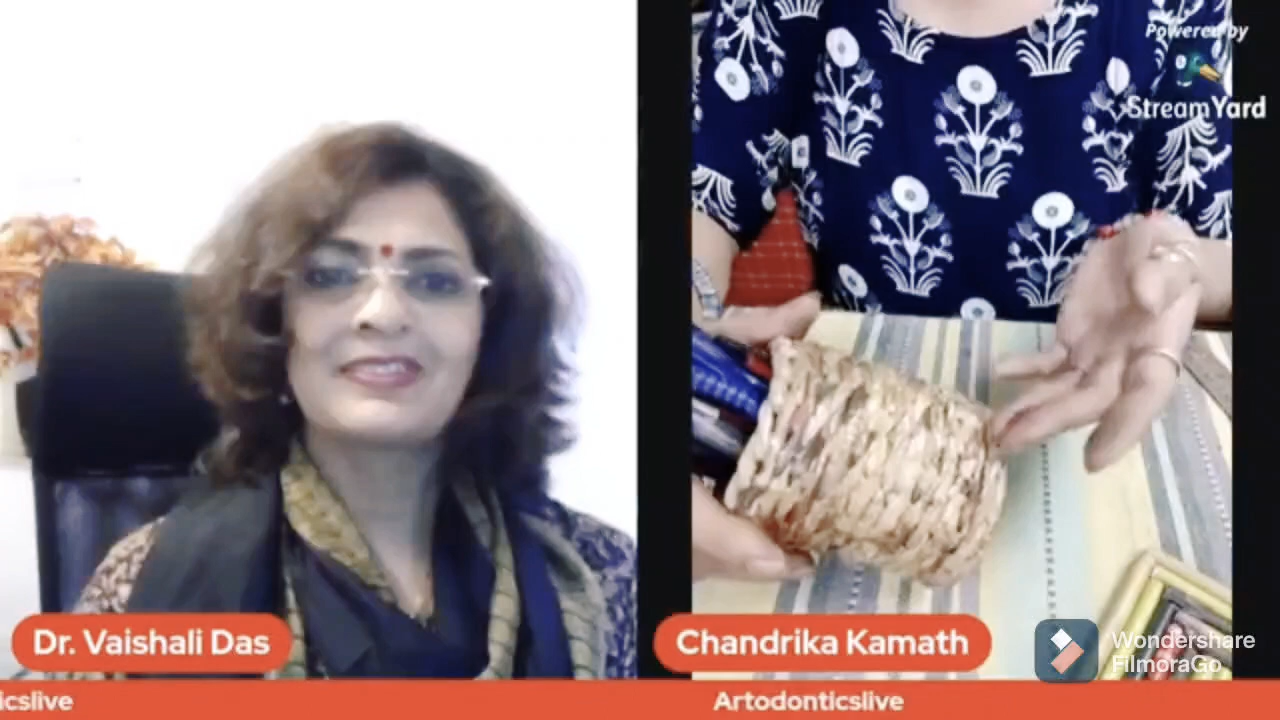 Powered by
StreamYard
Dr. Vaishali Das
Chandrika Kamath
Wondershare
FilmoraGo
icslive
Artodonticslive